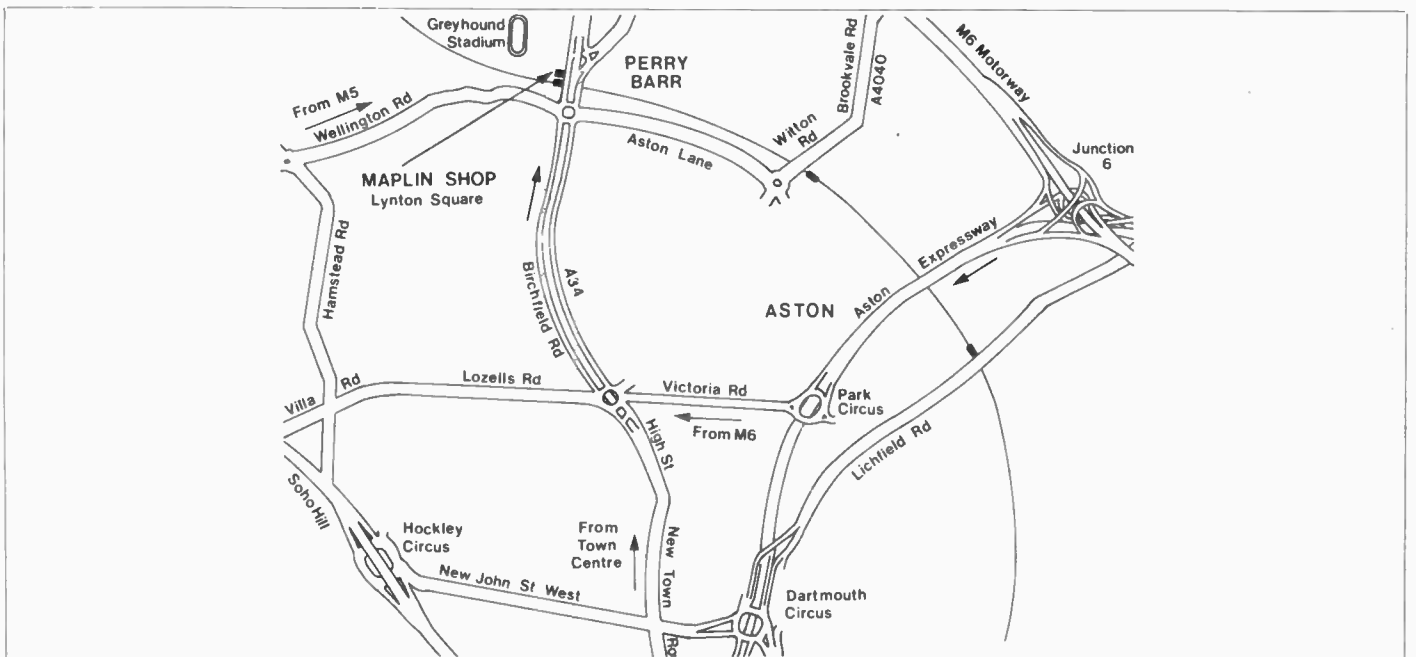 Greyhound
Stadium
PERRY
BARR
Brookvale Rd
A4040
M6 Motorway
From M5
Wellington Rd
Witton
Rd
Aston Lane
Junction
6
MAPLIN SHOP
Lynton Square
Hamstead Rd
Birchfield Rd
A34
Aston Expressway
ASTON
Villa Rd
Lozells Rd
Victoria Rd
From M6
Park
Circus
High St
Lichfield Rd
Soho Hill
Hockley
Circus
From
Town
Centre
New Town Rd
New John St West
Dartmouth
Circus